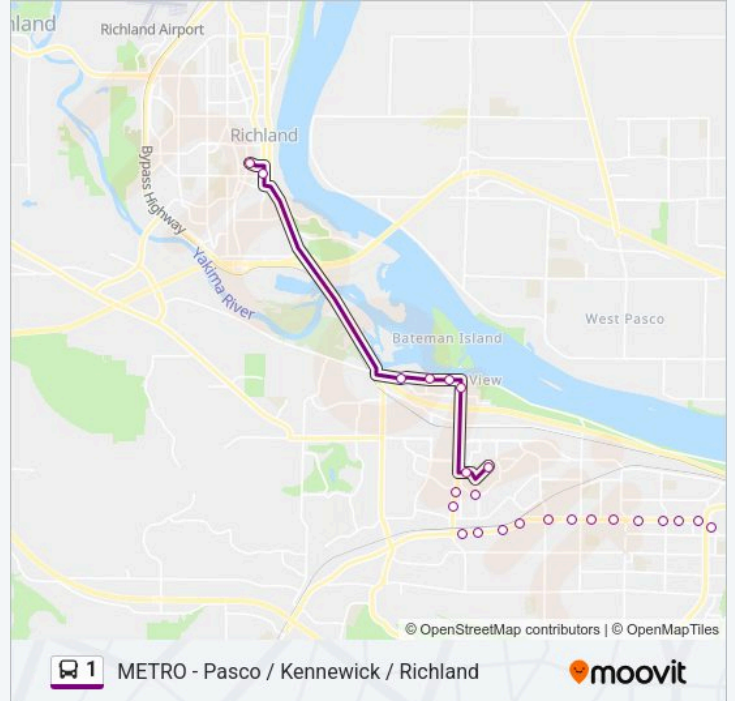 nland
Richland Airport
Richland
Bypass Highway
Yakima River
West Pasco
Bateman Island
View
© OpenStreetMap contributors | © OpenMapTiles
1 METRO - Pasco / Kennewick / Richland
moovit